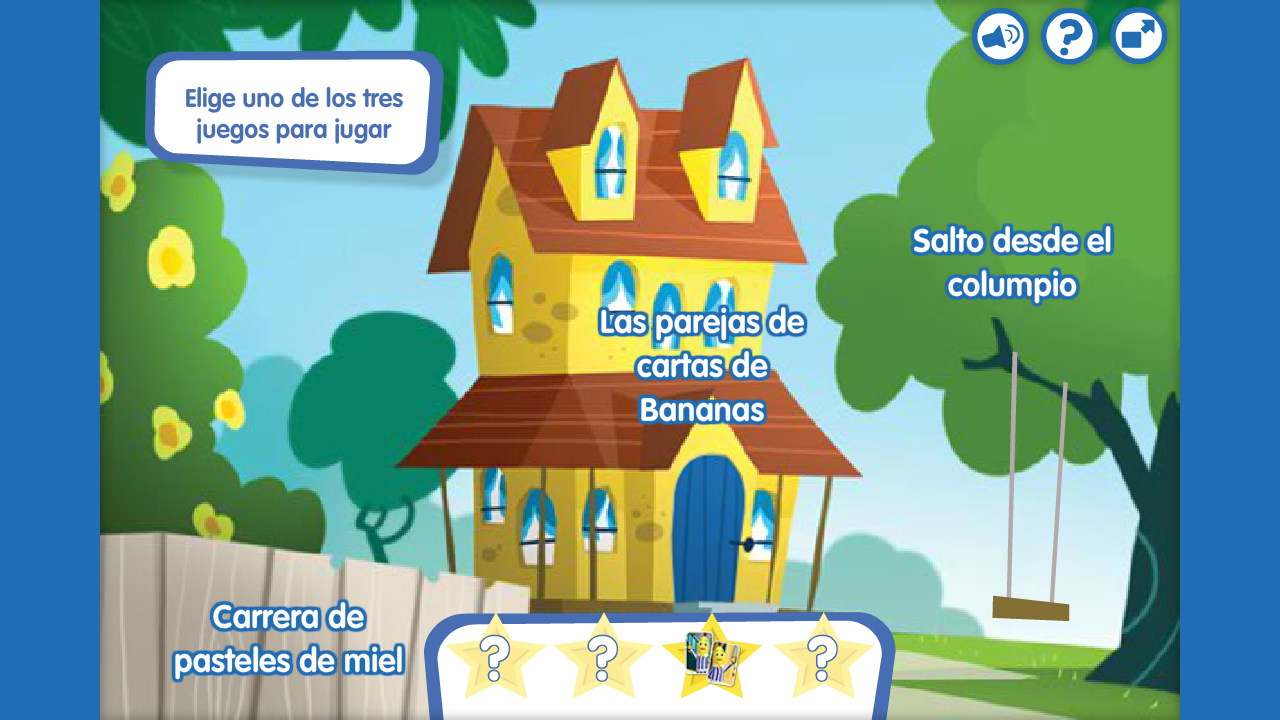 Elige uno de los tres
juegos para jugar
?
Salto desde el
columpio
Las parejas de
cartas de
Bananas
Carrera de
pasteles de miel
? ? ?